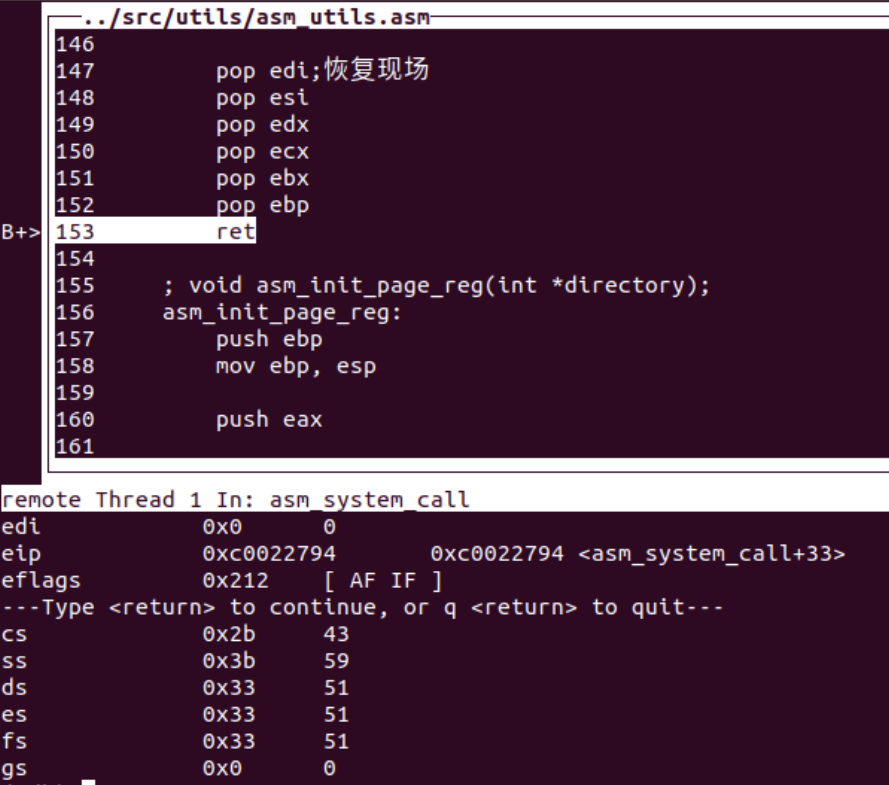 ../src/utils/asm_utils.asm
146
147 pop edi;恢复现场
148 pop esi
149 pop edx
150 pop ecx
151 pop ebx
152 pop ebp
B+> 153 ret
154
155 ; void asm_init_page_reg(int *directory);
156 asm_init_page_reg:
157 push ebp
158 mov ebp, esp
159
160 push eax
161
remote Thread 1 In: asm_system_call
edi 0x0 0
eip 0xc0022794 0xc0022794 <asm_system_call+33>
eflags 0x212 [ AF IF ]
---Type <return> to continue, or q <return> to quit---
cs 0x2b 43
ss 0x3b 59
ds 0x33 51
es 0x33 51
fs 0x33 51
gs 0x0 0